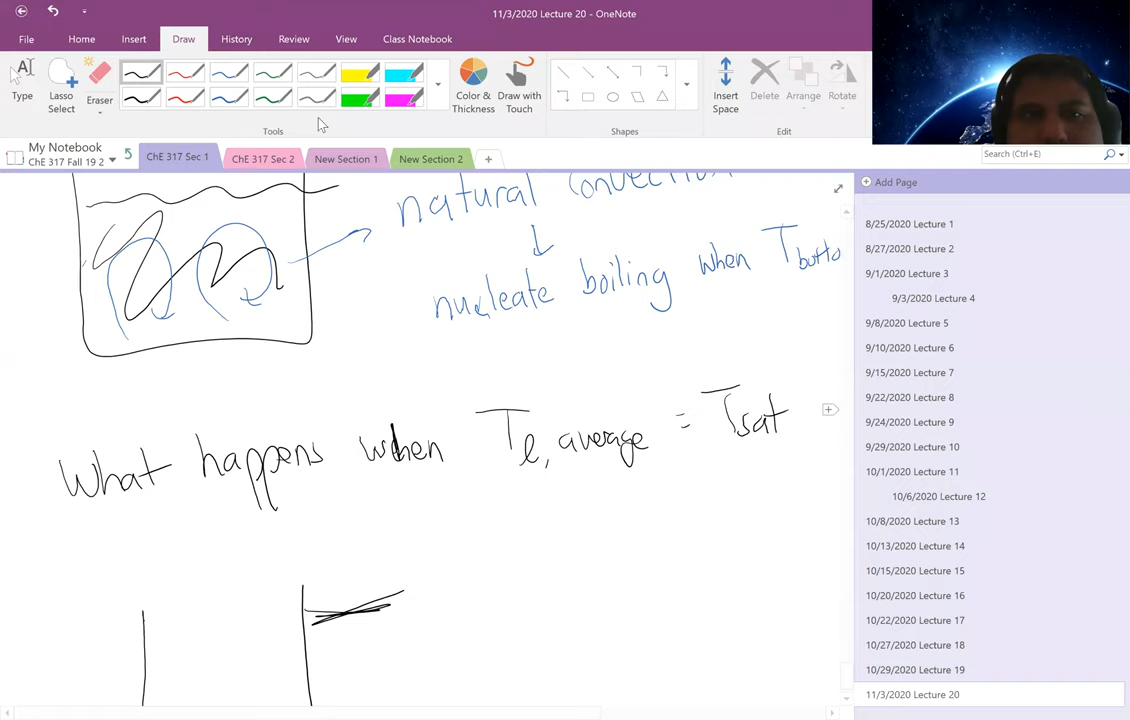 11/3/2020 Lecture 20 - OneNote
File Home Insert Draw History Review View Class Notebook
Type
Lasso Select
Eraser
Color & Thickness
Draw with Touch
Insert Space
Delete
Arrange
Rotate
Tools
Shapes
Edit
My Notebook
ChE 317 Fall 19 2
ChE 317 Sec 1
ChE 317 Sec 2
New Section 1
New Section 2
Search (Ctrl+E)
Add Page
natural convection
nucleate boiling when Tbotto
What happens when Tl, average = Tsat
8/25/2020 Lecture 1
8/27/2020 Lecture 2
9/1/2020 Lecture 3
9/3/2020 Lecture 4
9/8/2020 Lecture 5
9/10/2020 Lecture 6
9/15/2020 Lecture 7
9/22/2020 Lecture 8
9/24/2020 Lecture 9
9/29/2020 Lecture 10
10/1/2020 Lecture 11
10/6/2020 Lecture 12
10/8/2020 Lecture 13
10/13/2020 Lecture 14
10/15/2020 Lecture 15
10/20/2020 Lecture 16
10/22/2020 Lecture 17
10/27/2020 Lecture 18
10/29/2020 Lecture 19
11/3/2020 Lecture 20